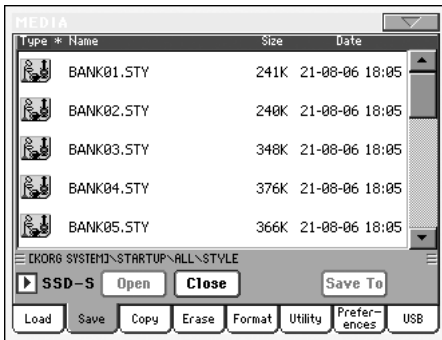 MEDIA
Type * Name Size Date
BANK01.STY 241K 21-08-06 18:05
BANK02.STY 240K 21-08-06 18:05
BANK03.STY 348K 21-08-06 18:05
BANK04.STY 376K 21-08-06 18:05
BANK05.STY 366K 21-08-06 18:05
[KORG SYSTEM]\STARTUP\ALL\STYLE
SSD-S Open Close Save To
Load Save Copy Erase Format Utility Prefer-
ences USB